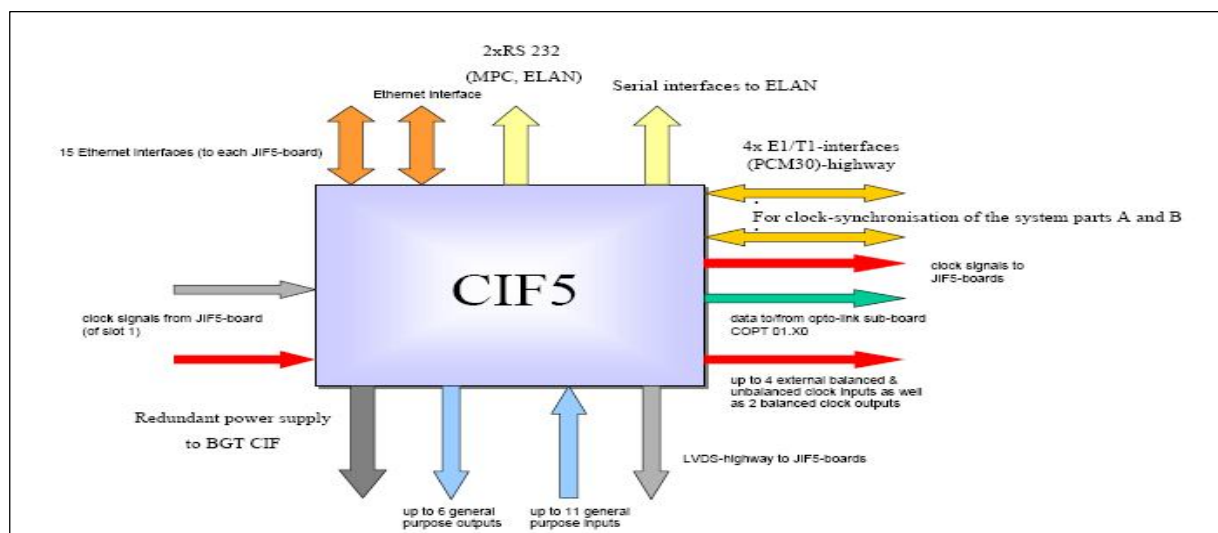 2xRS 232
(MPC, ELAN)
Ethernet Interface
Serial interfaces to ELAN
15 Ethernet Interfaces (to each JIF5-board)
4x E1/T1-interfaces
(PCM30)-highway
For clock-synchronisation of the system parts A and B
CIF5
clock signals to
JIF5-boards
clock signals from JIF5-board
(of slot 1)
data to/from opto-link sub-board
COPT 01.X0
up to 4 external balanced &
unbalanced clock inputs as well
as 2 balanced clock outputs
Redundant power supply
to BGT CIF
LVDS-highway to JIF5-boards
up to 6 general
purpose outputs
up to 11 general
purpose inputs